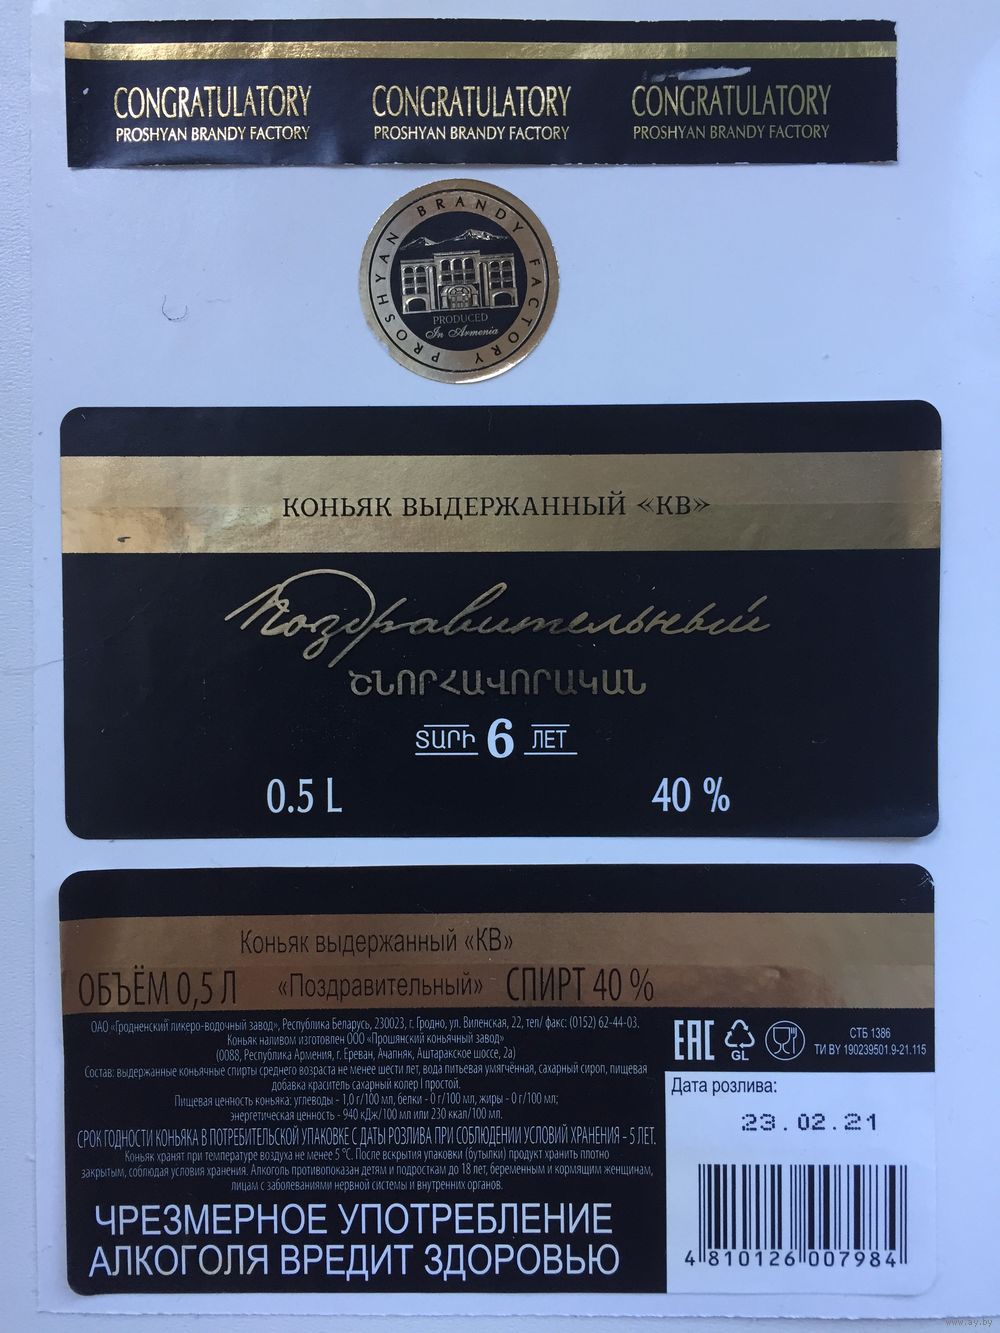 CONGRATULATORY CONGRATULATORY CONGRATULATORY
PROSHYAN BRANDY FACTORY PROSHYAN BRANDY FACTORY PROSHYAN BRANDY FACTORY
PROSHYAN BRANDY FACTORY
PRODUCED
In Armenia
КОНЬЯК ВЫДЕРЖАННЫЙ «КВ»
Поздравительный
ՇՆՈՐՀԱՎՈՐԱԿԱՆ
ՏԱՐԻ 6 ЛЕТ
0.5 L 40 %
Коньяк выдержанный «КВ»
ОБЪЁМ 0,5 Л «Поздравительный» СПИРТ 40 %
ОАО «Гродненский ликеро-водочный завод», Республика Беларусь, 230023, г. Гродно, ул. Виленская, 22, тел/ факс: (0152) 62-44-03.
Коньяк наливом изготовлен ООО «Прошянский коньячный завод»
(0088, Республика Армения, г. Ереван, Ачапняк, Аштаракское шоссе, 2а)
Состав: выдержанные коньячные спирты среднего возраста не менее шести лет, вода питьевая умягчённая, сахарный сироп, пищевая
добавка краситель сахарный колер I простой.
Пищевая ценность коньяка: углеводы - 1,0 г/100 мл, белки - 0 г/100 мл, жиры - 0 г/100 мл;
энергетическая ценность - 940 кДж/100 мл или 230 ккал/100 мл.
СРОК ГОДНОСТИ КОНЬЯКА В ПОТРЕБИТЕЛЬСКОЙ УПАКОВКЕ С ДАТЫ РОЗЛИВА ПРИ СОБЛЮДЕНИИ УСЛОВИЙ ХРАНЕНИЯ – 5 ЛЕТ.
Коньяк хранят при температуре воздуха не менее 5 °С. После вскрытия упаковки (бутылки) продукт хранить плотно
закрытым, соблюдая условия хранения. Алкоголь противопоказан детям и подросткам до 18 лет, беременным и кормящим женщинам,
лицам с заболеваниями нервной системы и внутренних органов.
ЧРЕЗМЕРНОЕ УПОТРЕБЛЕНИЕ
АЛКОГОЛЯ ВРЕДИТ ЗДОРОВЬЮ
EAC GL
СТБ 1386
ТИ BY 190239501.9-21.115
Дата розлива:
23.02.21
4 810126 007984
www.ay.by